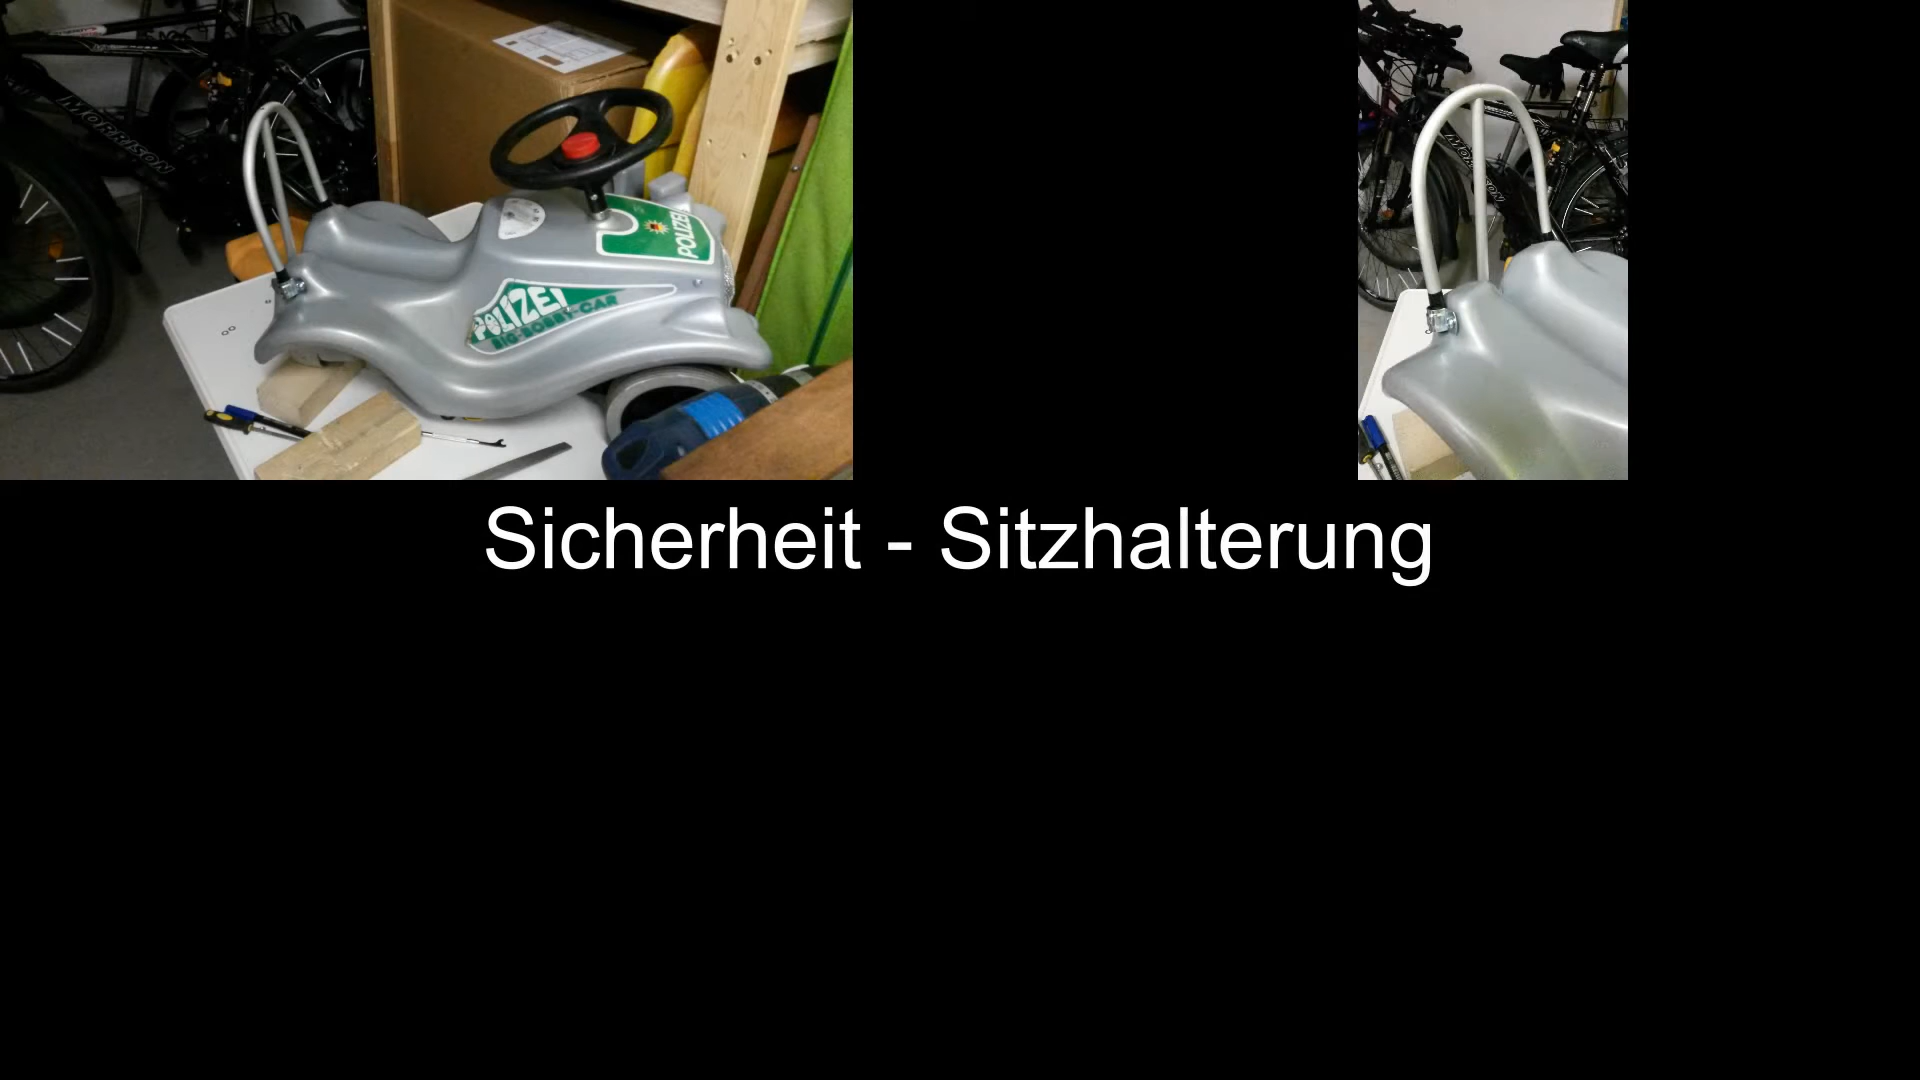 MORRISON
POLIZEI
POLIZEI
BIG-BOBBY-CAR
Sicherheit - Sitzhalterung